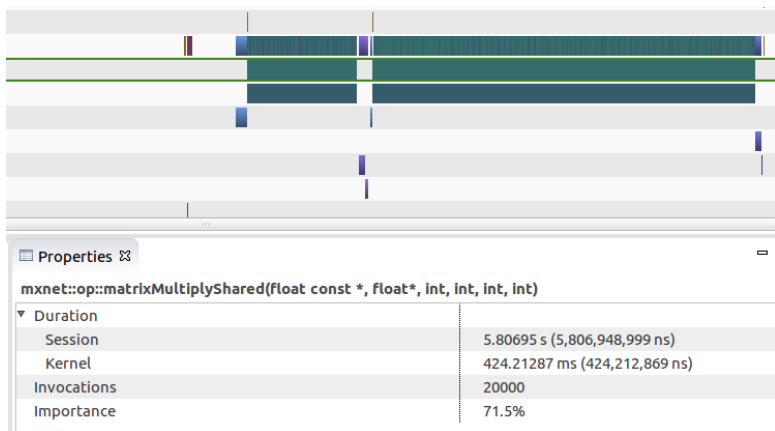 Properties
mxnet::op::matrixMultiplyShared(float const *, float*, int, int, int, int)
Duration
Session 5.80695 s (5,806,948,999 ns)
Kernel 424.21287 ms (424,212,869 ns)
Invocations 20000
Importance 71.5%